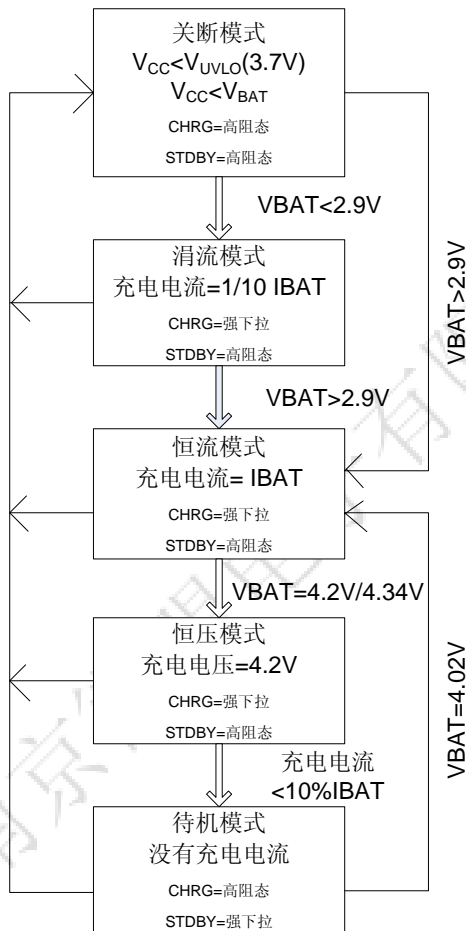 关断模式
VCC<VUVLO(3.7V)
VCC<VBAT
CHRG=高阻态
STDBY=高阻态
VBAT<2.9V
VBAT>2.9V
涓流模式
充电电流=1/10 IBAT
CHRG=强下拉
STDBY=高阻态
VBAT>2.9V
恒流模式
充电电流= IBAT
CHRG=强下拉
STDBY=高阻态
VBAT=4.2V/4.34V
恒压模式
充电电压=4.2V
CHRG=强下拉
STDBY=高阻态
VBAT=4.02V
充电电流
<10%IBAT
待机模式
没有充电电流
CHRG=高阻态
STDBY=强下拉